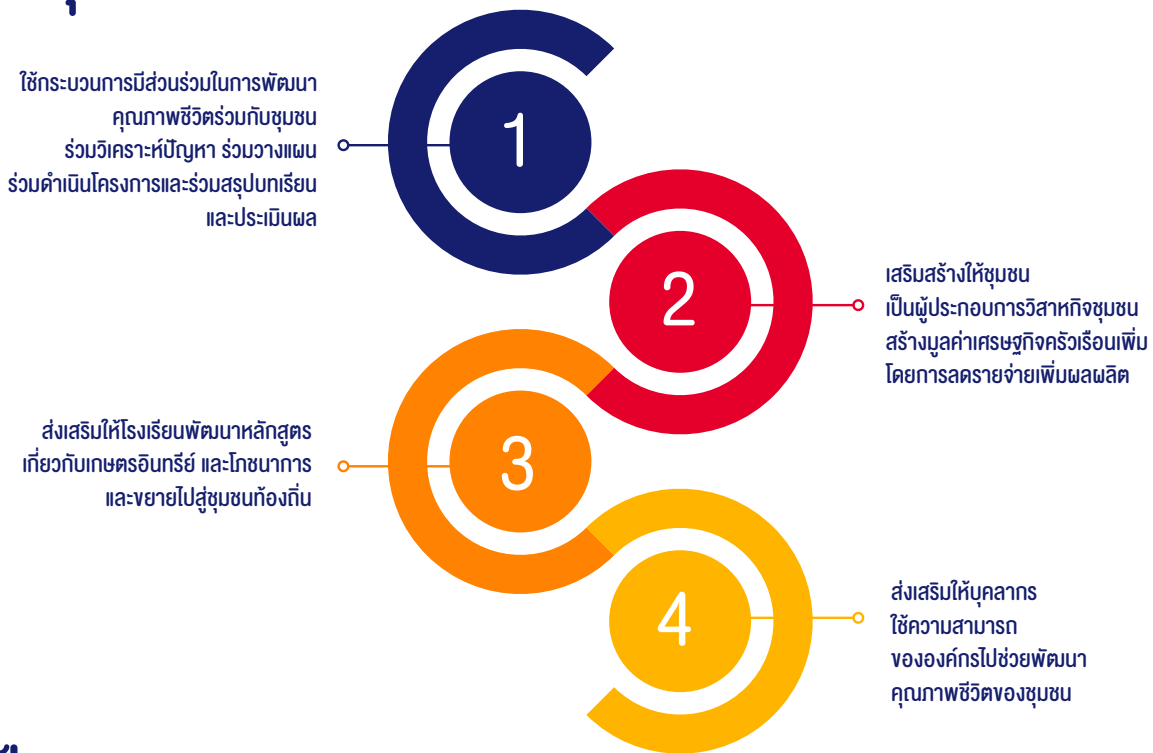 ใช้กระบวนการมีส่วนร่วมในการพัฒนา
คุณภาพชีวิตร่วมกับชุมชน
ร่วมวิเคราะห์ปัญหา ร่วมวางแผน
ร่วมดำเนินโครงการและร่วมสรุปบทเรียน
และประเมินผล
1
2
เสริมสร้างให้ชุมชน
เป็นผู้ประกอบการวิสาหกิจชุมชน
สร้างมูลค่าเศรษฐกิจครัวเรือนเพิ่ม
โดยการลดรายจ่ายเพิ่มผลผลิต
ส่งเสริมให้โรงเรียนพัฒนาหลักสูตร
เกี่ยวกับเกษตรอินทรีย์ และโภชนาการ
และขยายไปสู่ชุมชนท้องถิ่น
3
4
ส่งเสริมให้บุคลากร
ใช้ความสามารถ
ขององค์กรไปช่วยพัฒนา
คุณภาพชีวิตของชุมชน